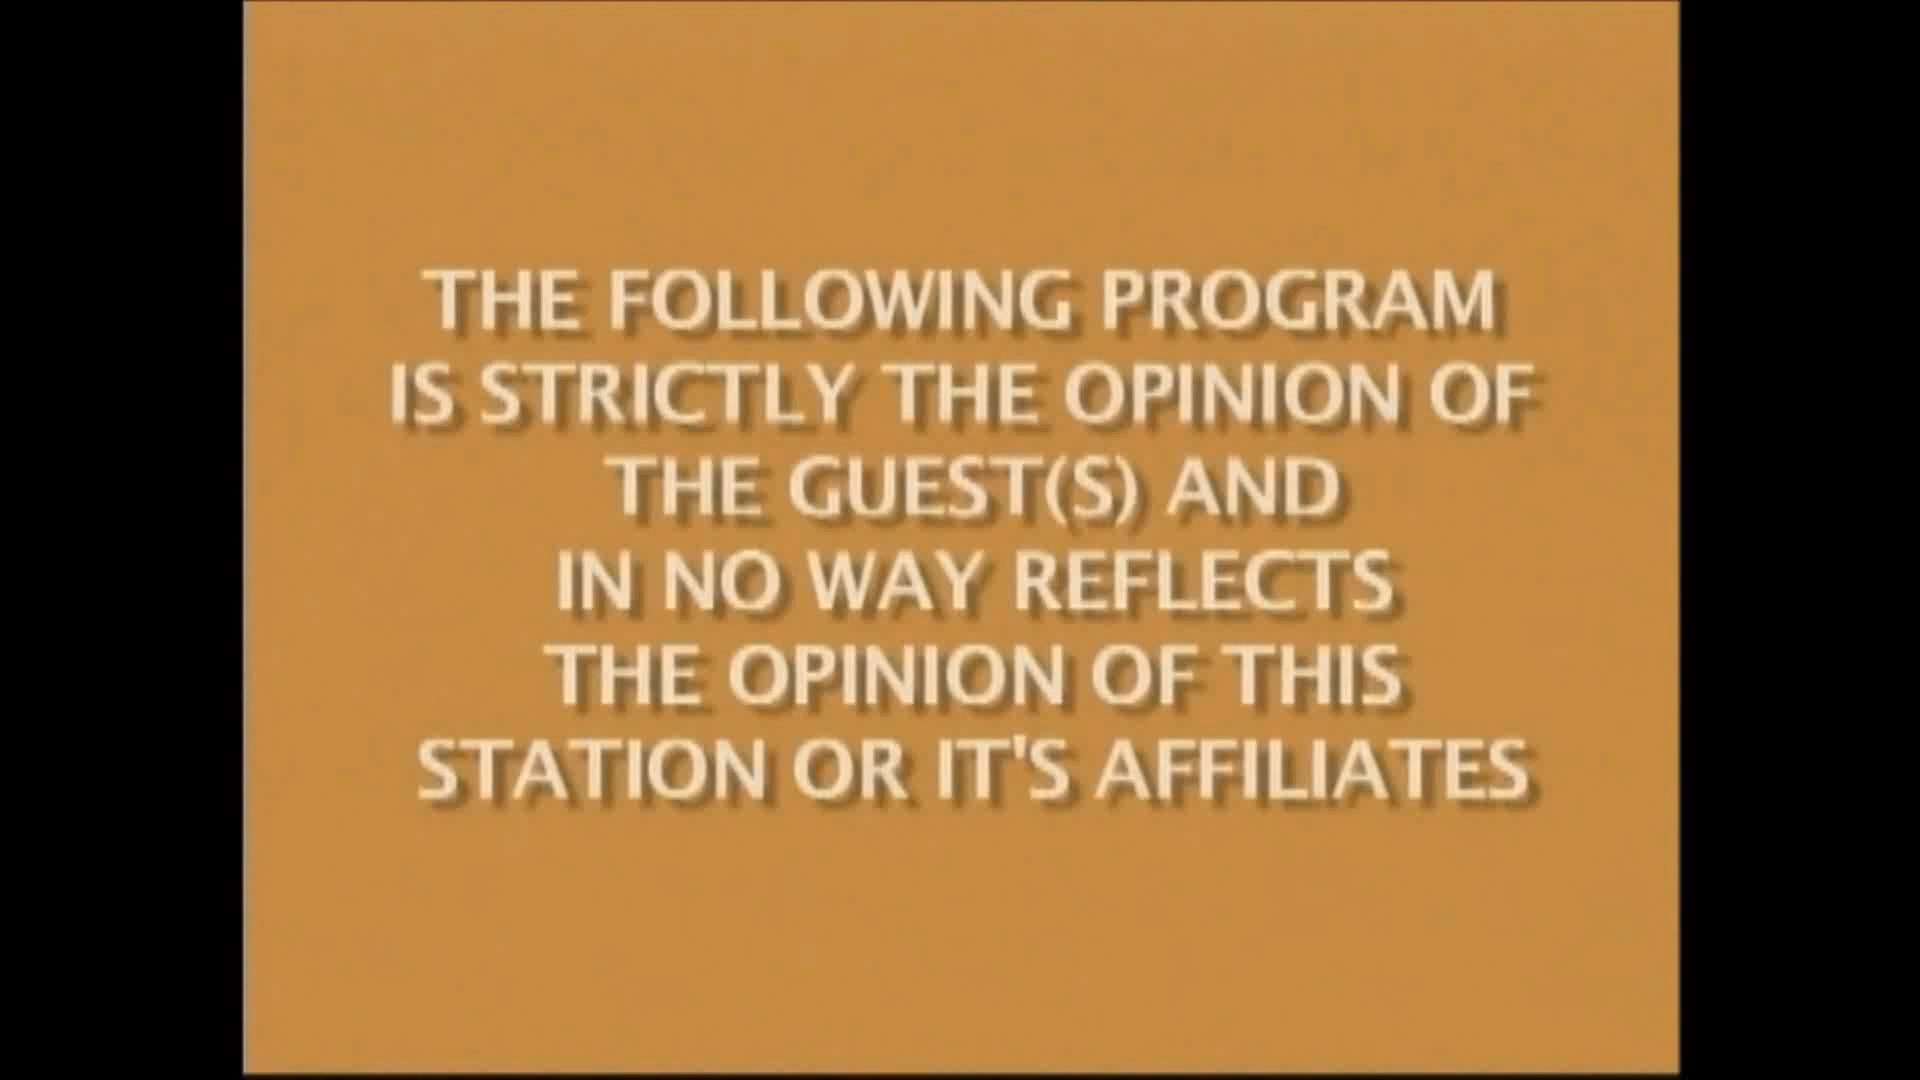 THE FOLLOWING PROGRAM
IS STRICTLY THE OPINION OF
THE GUEST(S) AND
IN NO WAY REFLECTS
THE OPINION OF THIS
STATION OR IT'S AFFILIATES